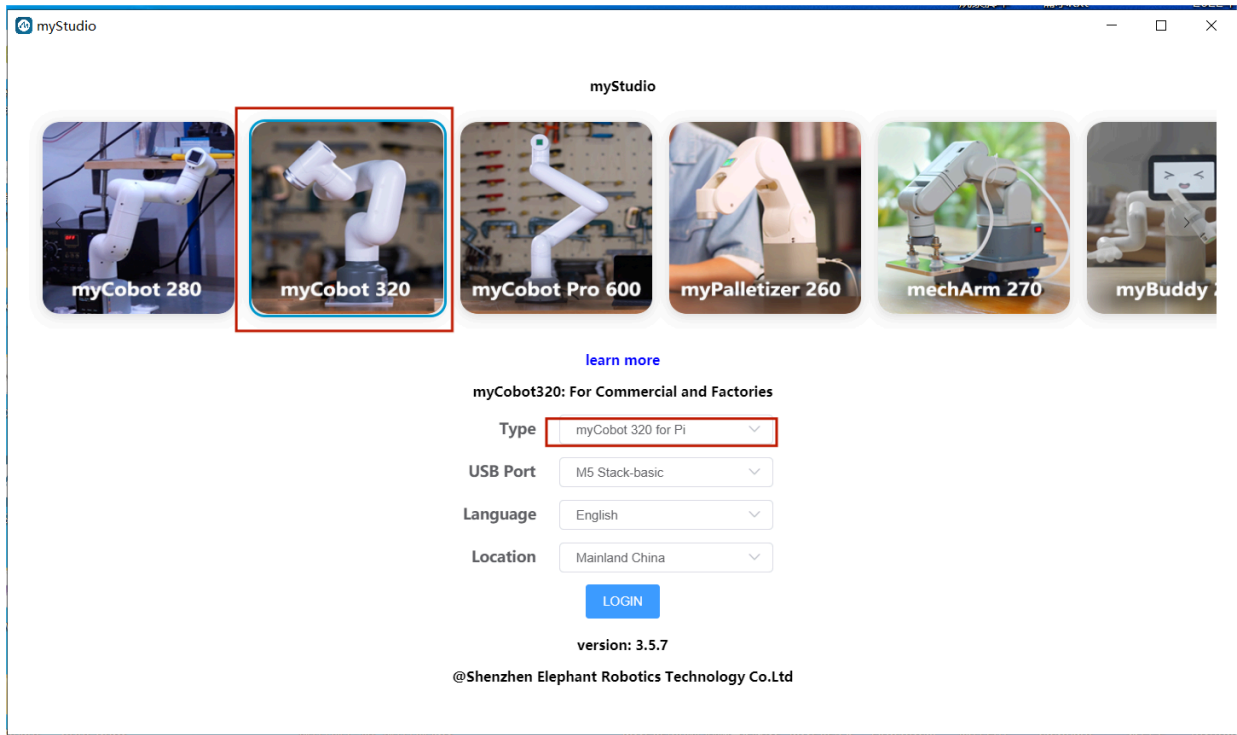 myStudio
myStudio
myCobot 280
myCobot 320
myCobot Pro 600
myPalletizer 260
mechArm 270
myBuddy
learn more
myCobot320: For Commercial and Factories
Type myCobot 320 for Pi
USB Port M5 Stack-basic
Language English
Location Mainland China
LOGIN
version: 3.5.7
@Shenzhen Elephant Robotics Technology Co.Ltd